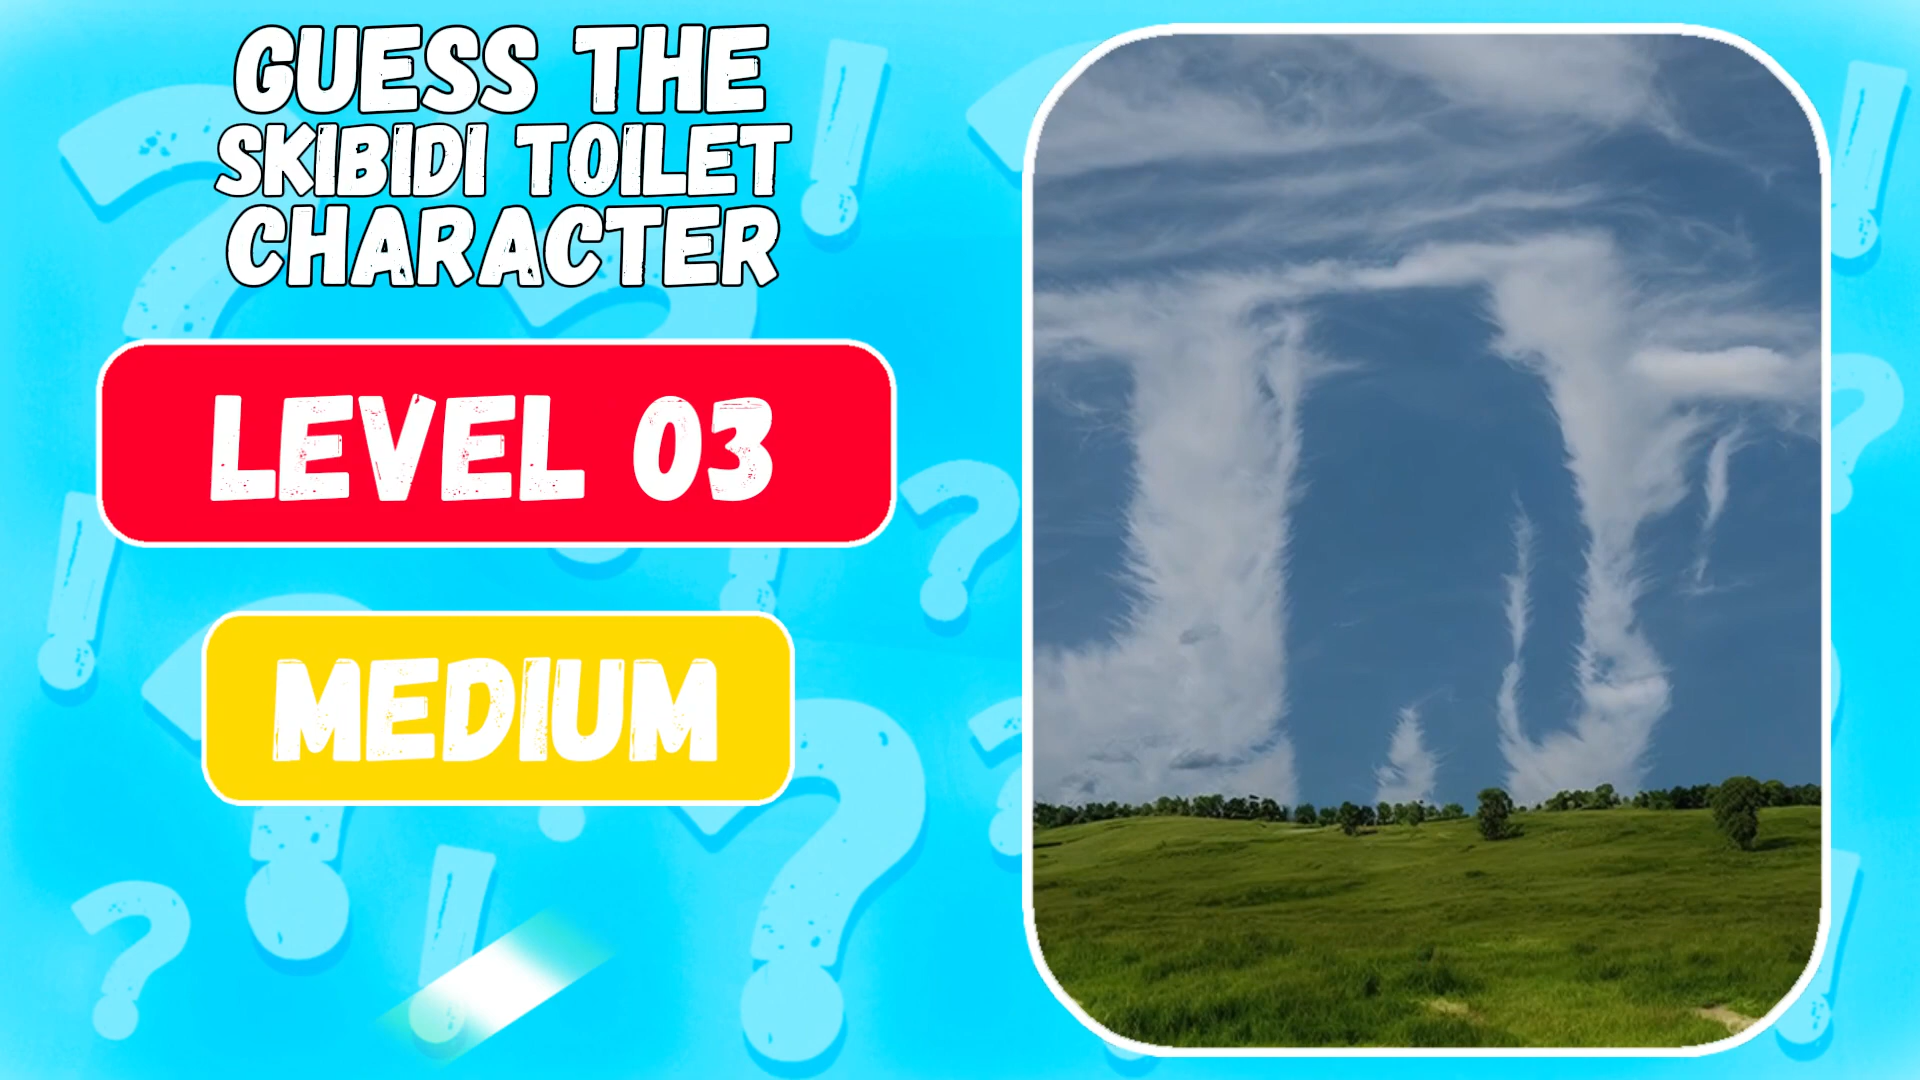 GUESS THE
SKIBIDI TOILET
CHARACTER
LEVEL 03
MEDIUM